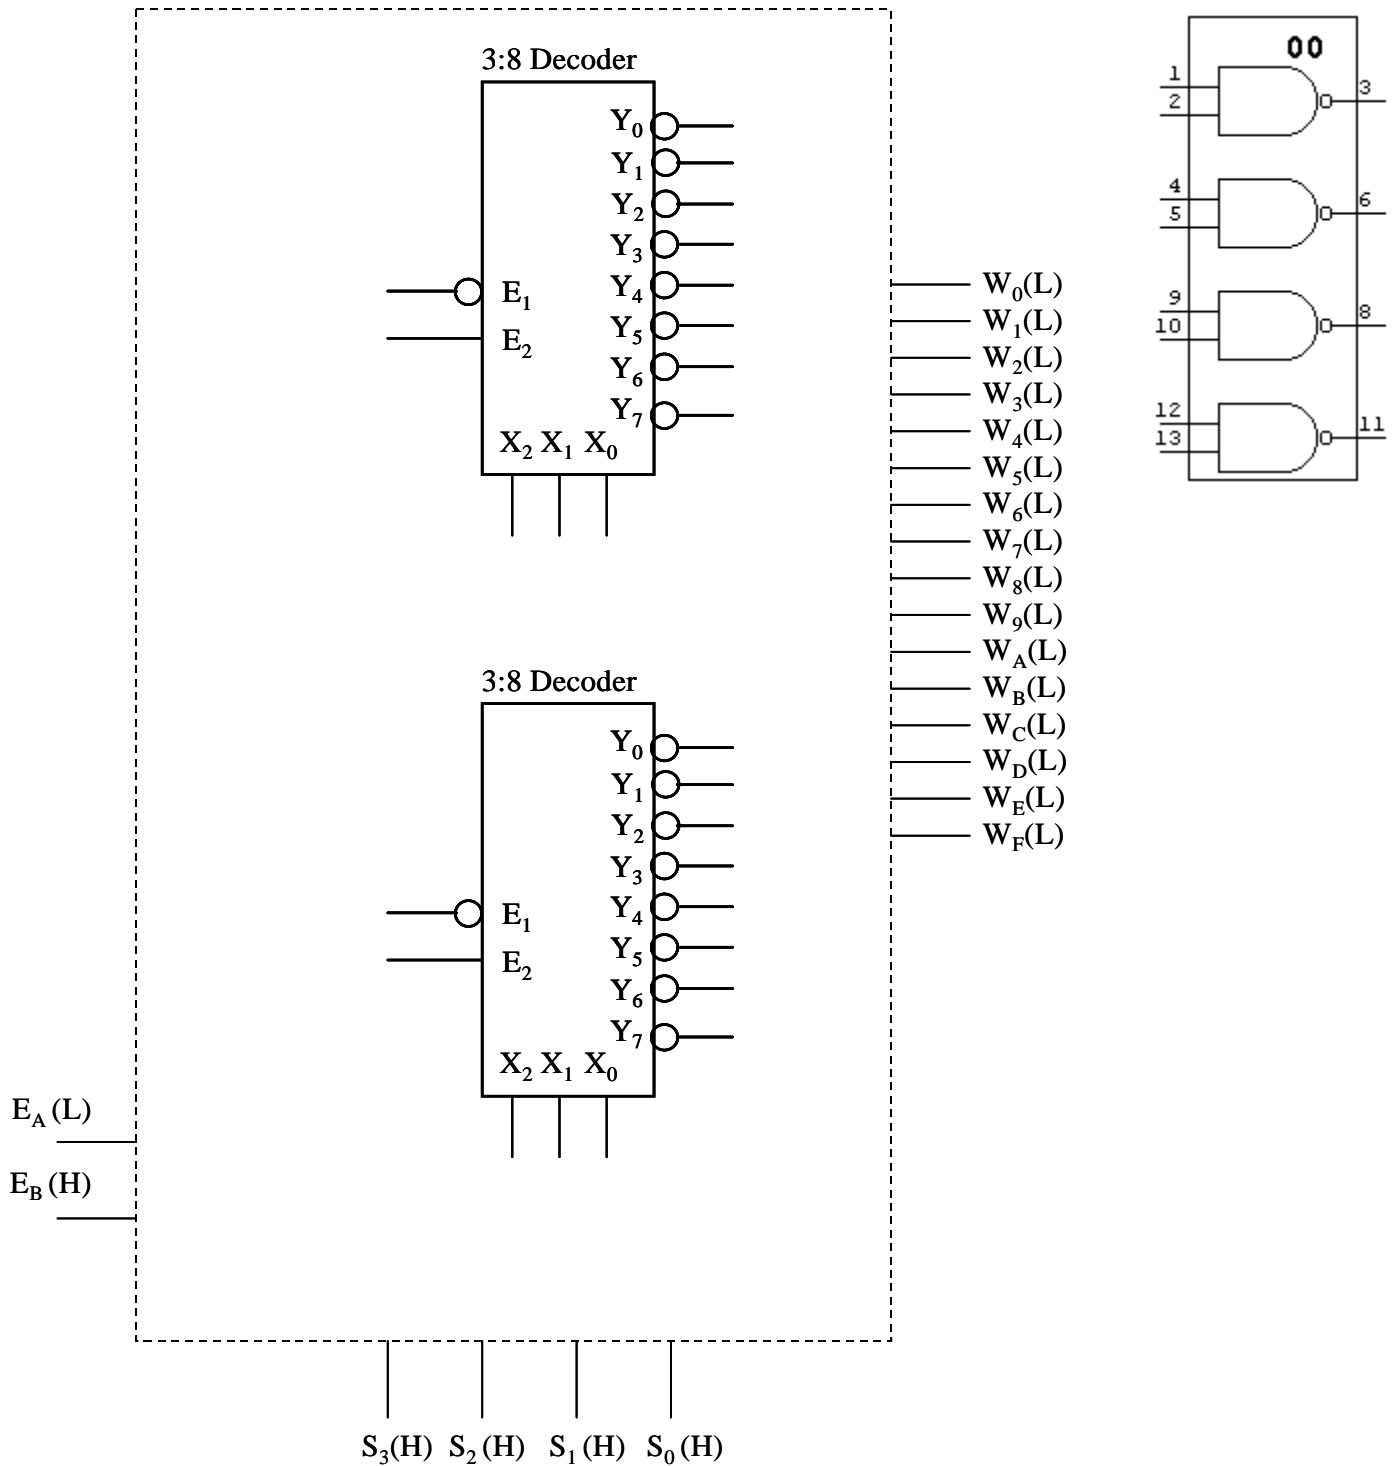 3:8 Decoder
Y0
Y1
Y2
Y3
Y4
Y5
Y6
Y7
E1
E2
X2 X1 X0
3:8 Decoder
Y0
Y1
Y2
Y3
Y4
Y5
Y6
Y7
E1
E2
X2 X1 X0
EA (L)
EB (H)
S3(H) S2 (H) S1 (H) S0 (H)
W0(L)
W1(L)
W2(L)
W3(L)
W4(L)
W5(L)
W6(L)
W7(L)
W8(L)
W9(L)
WA(L)
WB(L)
WC(L)
WD(L)
WE(L)
WF(L)
00
1
2
3
4
5
6
9
10
8
12
13
11